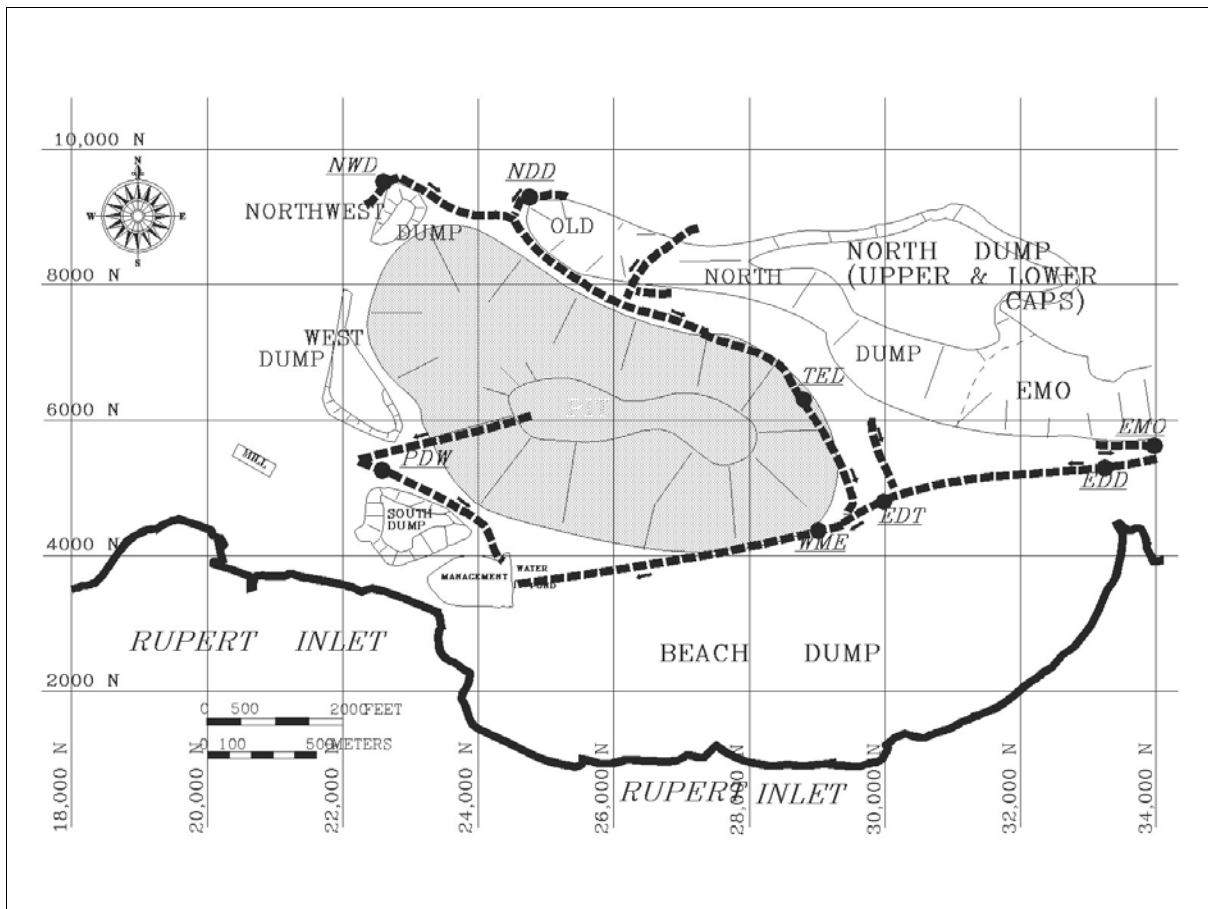 10,000 N
NWD
NDD
N
W E
S
NORTHWEST
DUMP
OLD
NORTH DUMP
(UPPER & LOWER
CAPS)
8000 N
NORTH
WEST
DUMP
DUMP
TEL
EMO
6000 N
PIT
EMO
PDW
MILL
EDD
SOUTH
DUMP
EDT
WME
4000 N
WATER
MANAGEMENT
POND
RUPERT INLET
BEACH DUMP
2000 N
0 500 2000 FEET
0 100 500 METERS
RUPERT INLET
18,000 N
20,000 N
22,000 N
24,000 N
26,000 N
28,000 N
30,000 N
32,000 N
34,000 N